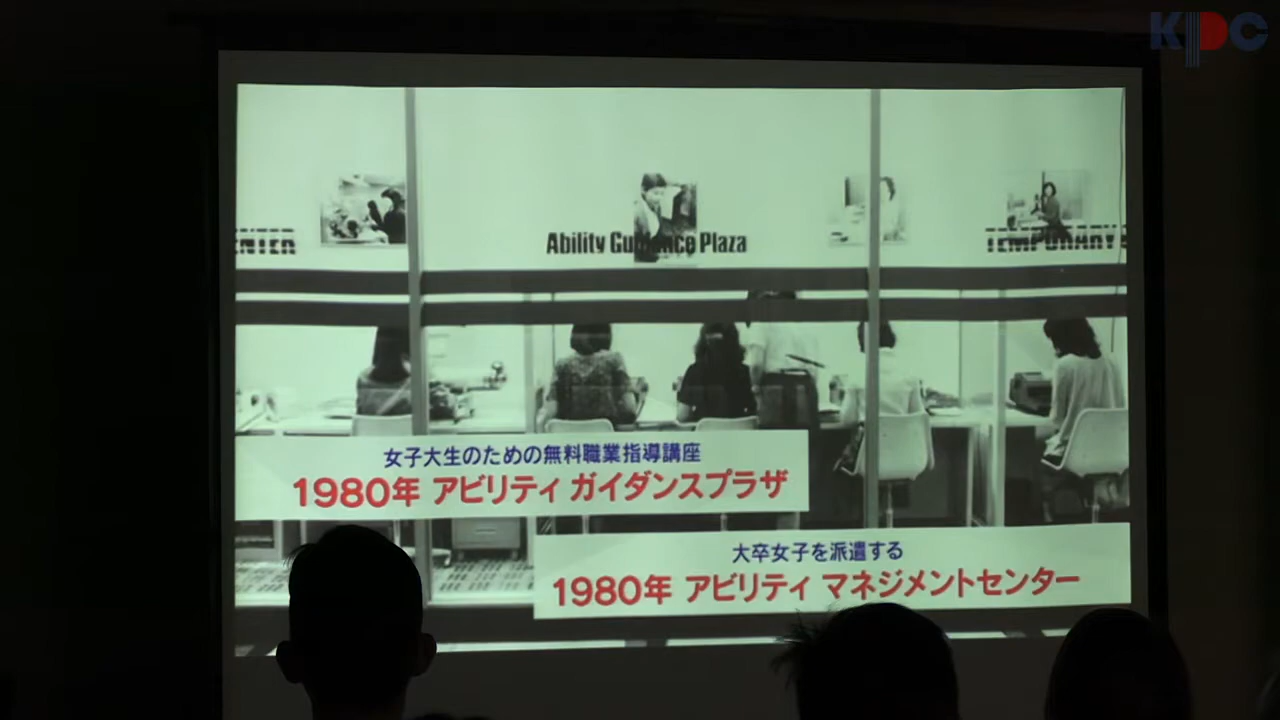 KPC
ENTER
Ability Guidance Plaza
TEMPORARY
女子大生のための無料職業指導講座
1980年 アビリティ ガイダンスプラザ
大卒女子を派遣する
1980年 アビリティ マネジメントセンター